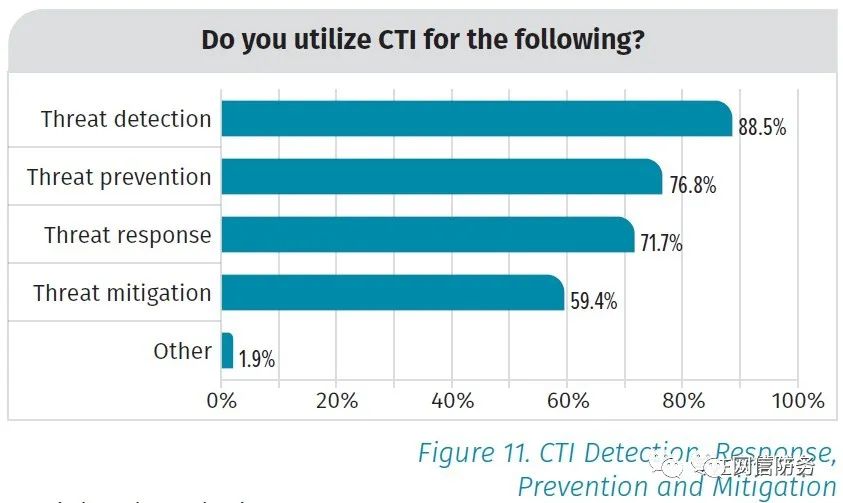 Do you utilize CTI for the following?
Threat detection
88.5%
Threat prevention
76.8%
Threat response
71.7%
Threat mitigation
59.4%
Other
1.9%
0% 20% 40% 60% 80% 100%
Figure 11. CTI Detection, Response,
网信防务
Prevention and Mitigation